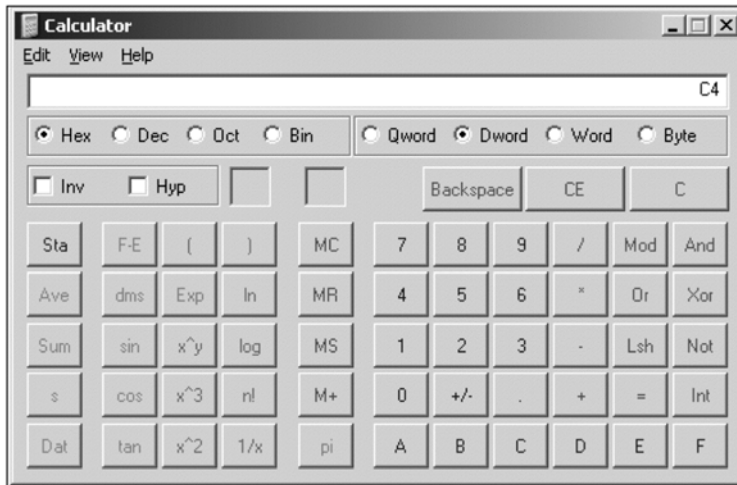 Calculator
Edit View Help
C4
Hex Dec Oct Bin Qword Dword Word Byte
Inv Hyp Backspace CE C
Sta F-E ( ) MC 7 8 9 / Mod And
Ave dms Exp ln MR 4 5 6 * Or Xor
Sum sin x^y log MS 1 2 3 - Lsh Not
s cos x^3 n! M+ 0 +/- . + = Int
Dat tan x^2 1/x pi A B C D E F